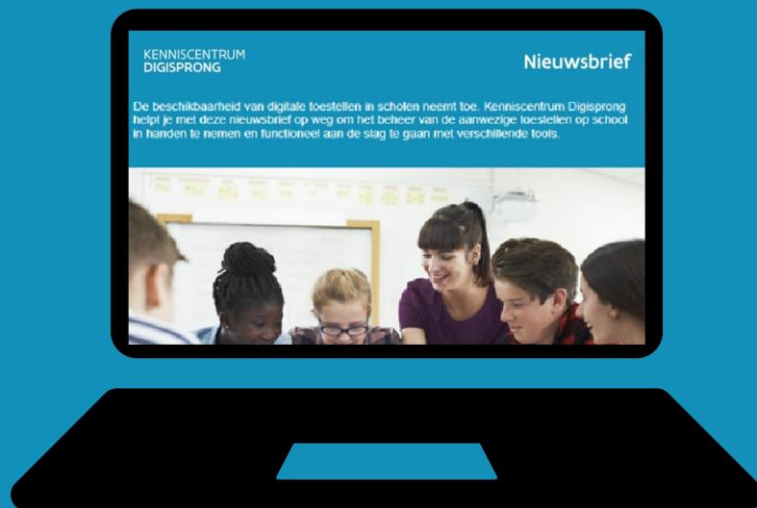 KENNISCENTRUM
DIGISPRONG
Nieuwsbrief
De beschikbaarheid van digitale toestellen in scholen neemt toe. Kenniscentrum Digisprong
helpt je met deze nieuwsbrief op weg om het beheer van de aanwezige toestellen op school
in handen te nemen en functioneel aan de slag te gaan met verschillende tools.